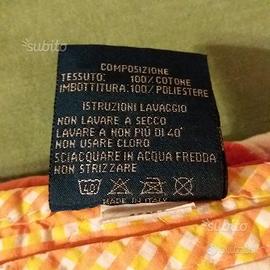 subito
COMPOSIZIONE
TESSUTO: 100/COTONE
IMBOTTITURA: 100/POLIESTERE
ISTRUZIONI LAVAGGIO
NON LAVARE A SECCO
LAVARE A NON PIÙ DI 40°
NON USARE CLORO
SCIACQUARE IN ACQUA FREDDA
NON STRIZZARE
40°
MADE IN ITALY
subito